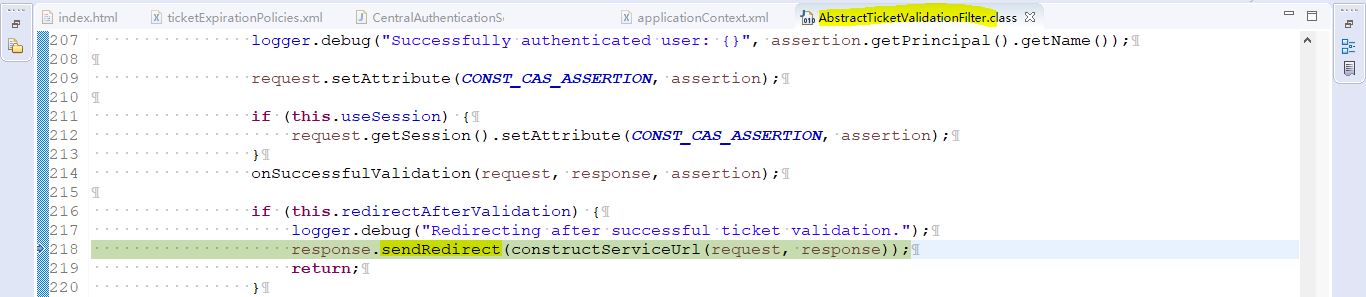 index.html ticketExpirationPolicies.xml CentralAuthenticationSe applicationContext.xml AbstractTicketValidationFilter.class
207 logger.debug("Successfully authenticated user: {}", assertion.getPrincipal().getName());¶
208 ¶
209 request.setAttribute(CONST_CAS_ASSERTION, assertion);¶
210 ¶
211 if (this.useSession) {¶
212 request.getSession().setAttribute(CONST_CAS_ASSERTION, assertion);¶
213 }¶
214 onSuccessfulValidation(request, response, assertion);¶
215 ¶
216 if (this.redirectAfterValidation) {¶
217 logger.debug("Redirecting after successful ticket validation.");¶
218 response.sendRedirect(constructServiceUrl(request, response));¶
219 return;¶
220 }¶